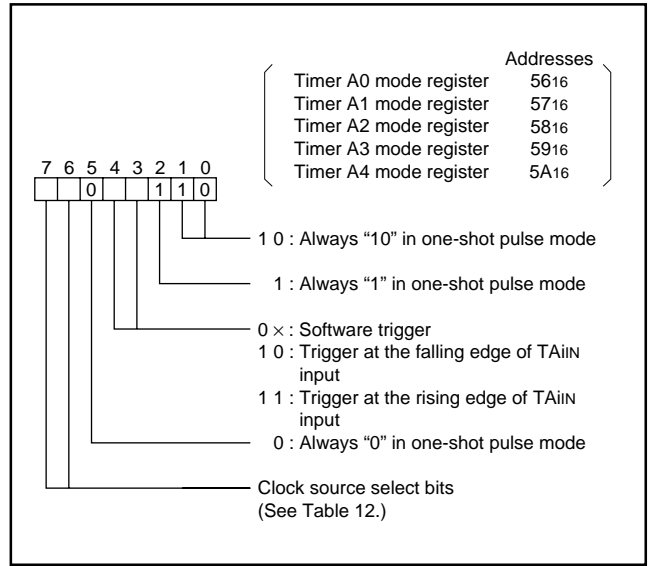 Addresses
Timer A0 mode register 5616
Timer A1 mode register 5716
Timer A2 mode register 5816
Timer A3 mode register 5916
Timer A4 mode register 5A16
7 6 5 4 3 2 1 0
0 1 1 0
1 0 : Always “10” in one-shot pulse mode
1 : Always “1” in one-shot pulse mode
0 × : Software trigger
1 0 : Trigger at the falling edge of TAiIN
input
1 1 : Trigger at the rising edge of TAiIN
input
0 : Always “0” in one-shot pulse mode
Clock source select bits
(See Table 12.)